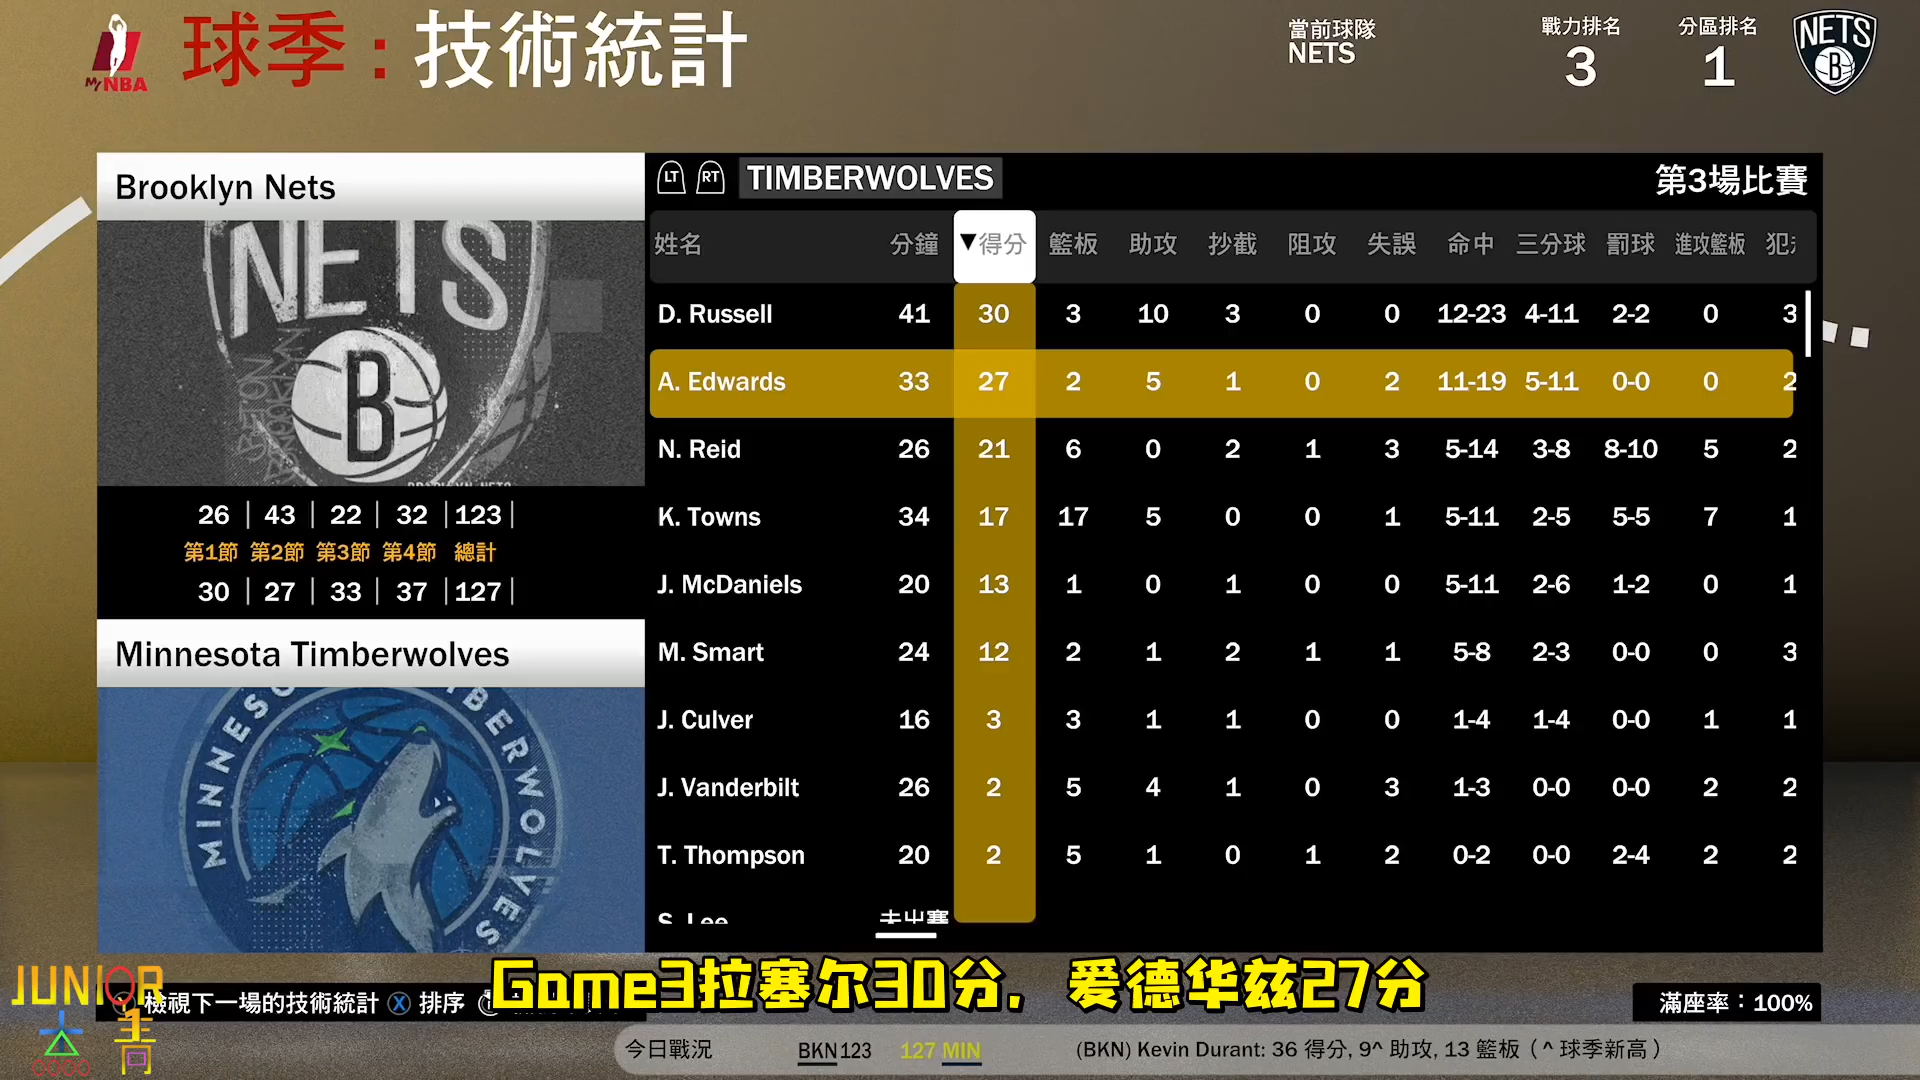 MyNBA
球季：技術統計
當前球隊
NETS
戰力排名
3
分區排名
1
NETS
B
Brooklyn Nets
NETS
B
26 | 43 | 22 | 32 | 123 |
第1節 第2節 第3節 第4節 總計
30 | 27 | 33 | 37 | 127 |
Minnesota Timberwolves
MINNESOTA TIMBERWOLVES
LT RT TIMBERWOLVES 第3場比賽
姓名 分鐘 ▼得分 籃板 助攻 抄截 阻攻 失誤 命中 三分球 罰球 進攻籃板 犯
D. Russell 41 30 3 10 3 0 0 12-23 4-11 2-2 0 3
A. Edwards 33 27 2 5 1 0 2 11-19 5-11 0-0 0 2
N. Reid 26 21 6 0 2 1 3 5-14 3-8 8-10 5 2
K. Towns 34 17 17 5 0 0 1 5-11 2-5 5-5 7 1
J. McDaniels 20 13 1 0 1 0 0 5-11 2-6 1-2 0 1
M. Smart 24 12 2 1 2 1 1 5-8 2-3 0-0 0 3
J. Culver 16 3 3 1 1 0 0 1-4 1-4 0-0 1 1
J. Vanderbilt 26 2 5 4 1 0 3 1-3 0-0 0-0 2 2
T. Thompson 20 2 5 1 0 1 2 0-2 0-0 2-4 2 2
S. Lee 未出賽
Game3拉塞尔30分，爱德华兹27分
JUNIOR
檢視下一場的技術統計 X 排序
滿座率：100%
今日戰況 BKN 123 127 MIN (BKN) Kevin Durant: 36 得分, 9^ 助攻, 13 籃板（^ 球季新高）